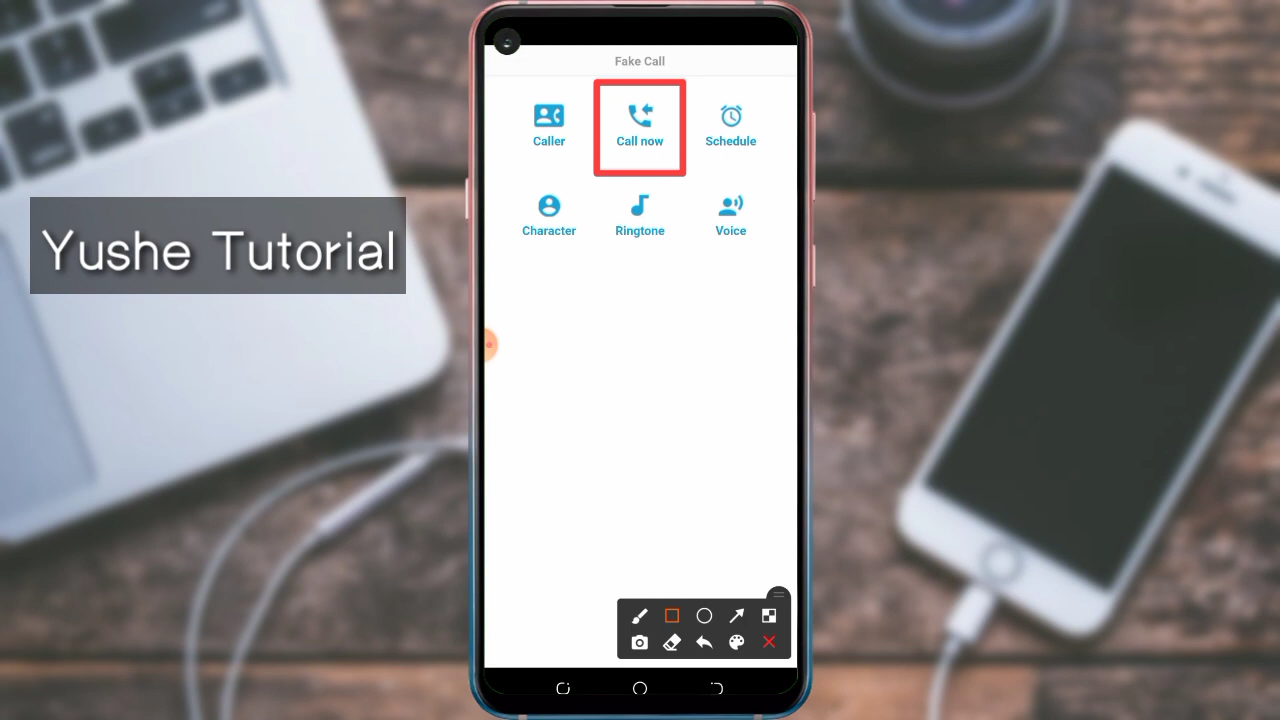 Fake Call
Caller
Call now
Schedule
Character
Ringtone
Voice
Yushe Tutorial